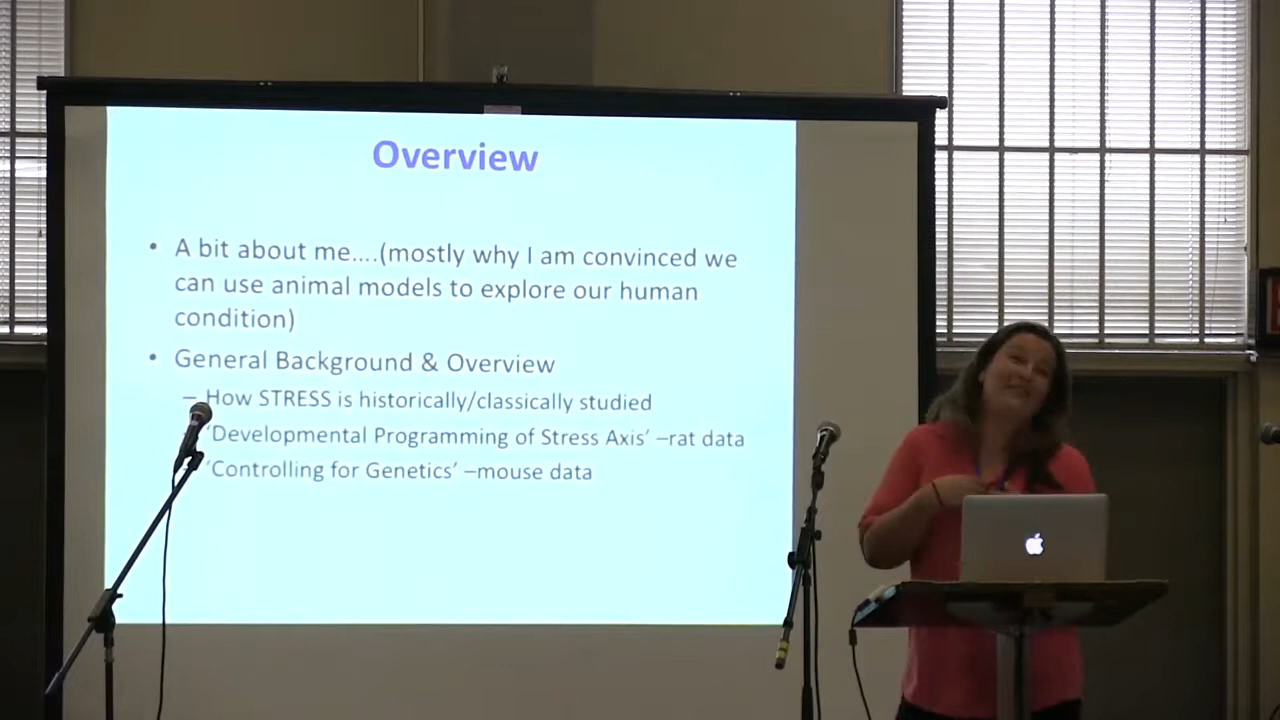 Overview
• A bit about me....(mostly why I am convinced we
can use animal models to explore our human
condition)
• General Background & Overview
– How STRESS is historically/classically studied
'Developmental Programming of Stress Axis' –rat data
'Controlling for Genetics' –mouse data